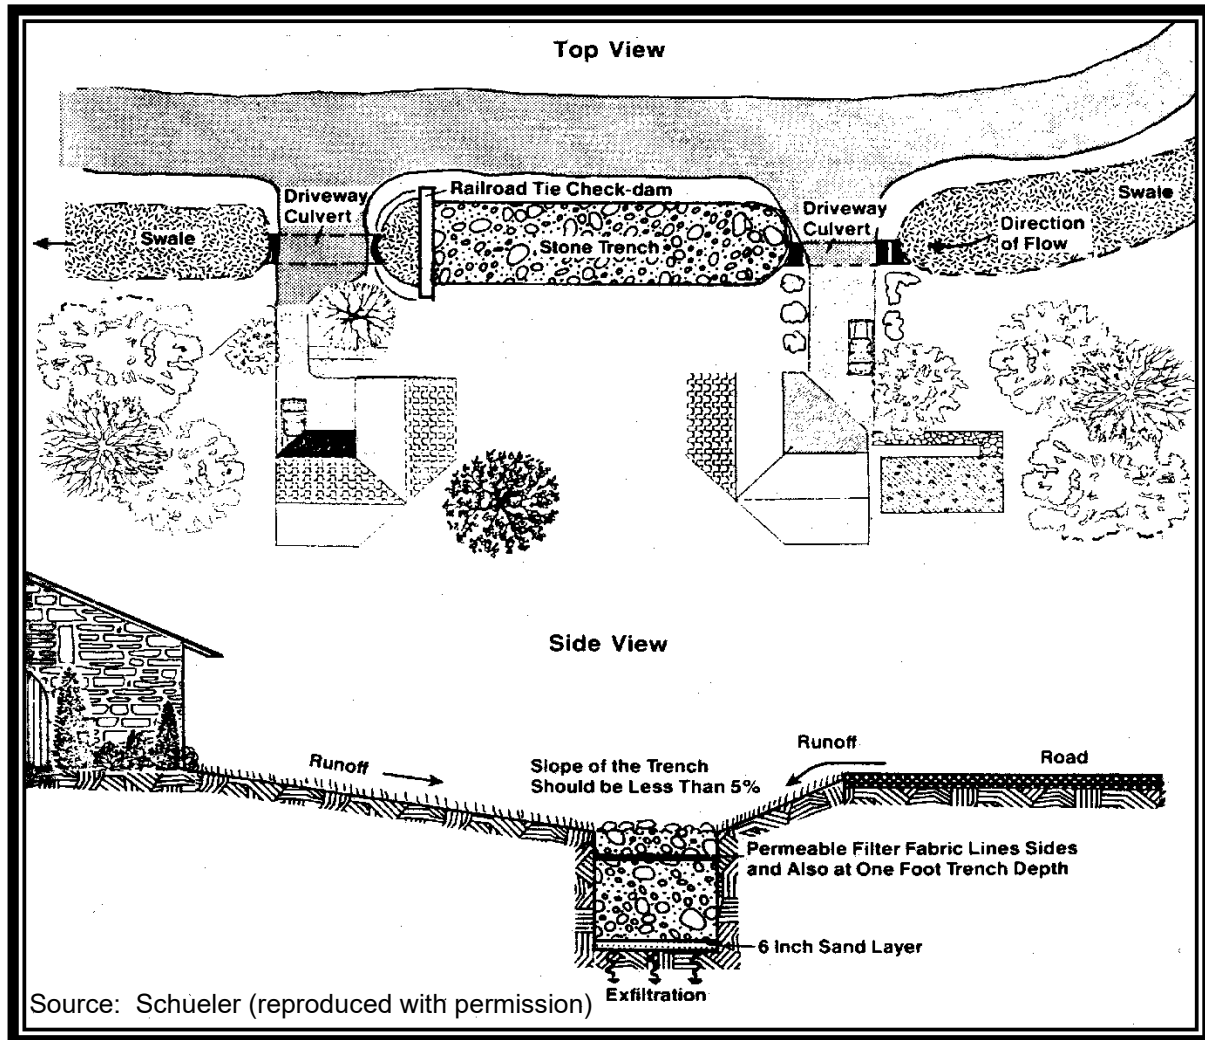 Top View
Railroad Tie Check-dam
Driveway
Culvert
Swale
Stone Trench
Driveway
Culvert
Swale
Direction
of Flow
Side View
Runoff
Slope of the Trench
Should be Less Than 5%
Runoff
Road
Permeable Filter Fabric Lines Sides
and Also at One Foot Trench Depth
6 Inch Sand Layer
Exfiltration
Source: Schueler (reproduced with permission)